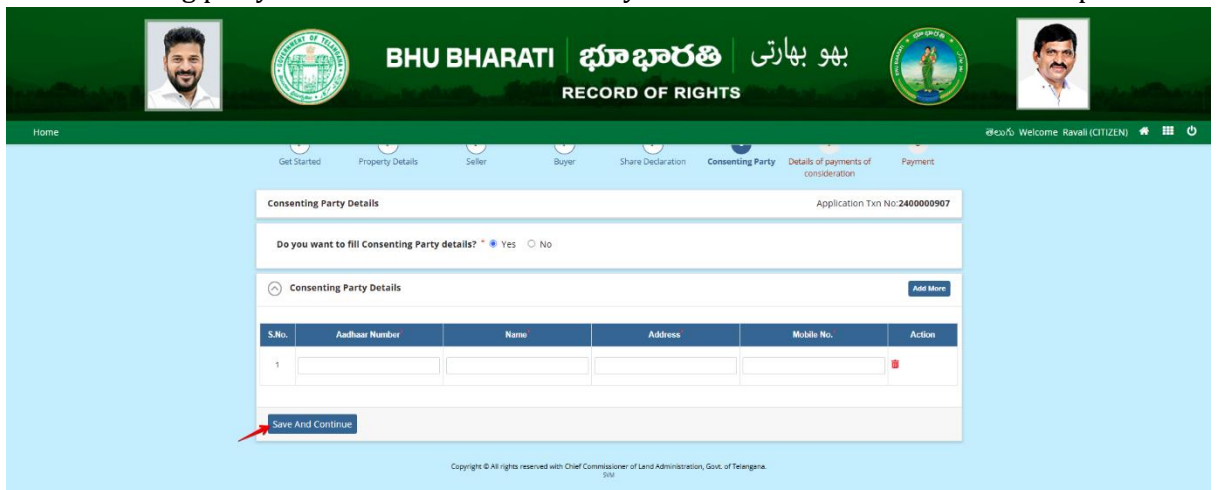 BHU BHARATI భూ భారతి بھو بھارتی
RECORD OF RIGHTS
Home తెలుగు Welcome Ravali (CITIZEN)
Get Started Property Details Seller Buyer Share Declaration Consenting Party Details of payments of Payment
consideration
Consenting Party Details Application Txn No:2400000907
Do you want to fill Consenting Party details? * Yes No
Consenting Party Details Add More
S.No. Aadhaar Number* Name* Address* Mobile No.* Action
1
Save And Continue
Copyright © All rights reserved with Chief Commissioner of Land Administration, Govt. of Telangana.